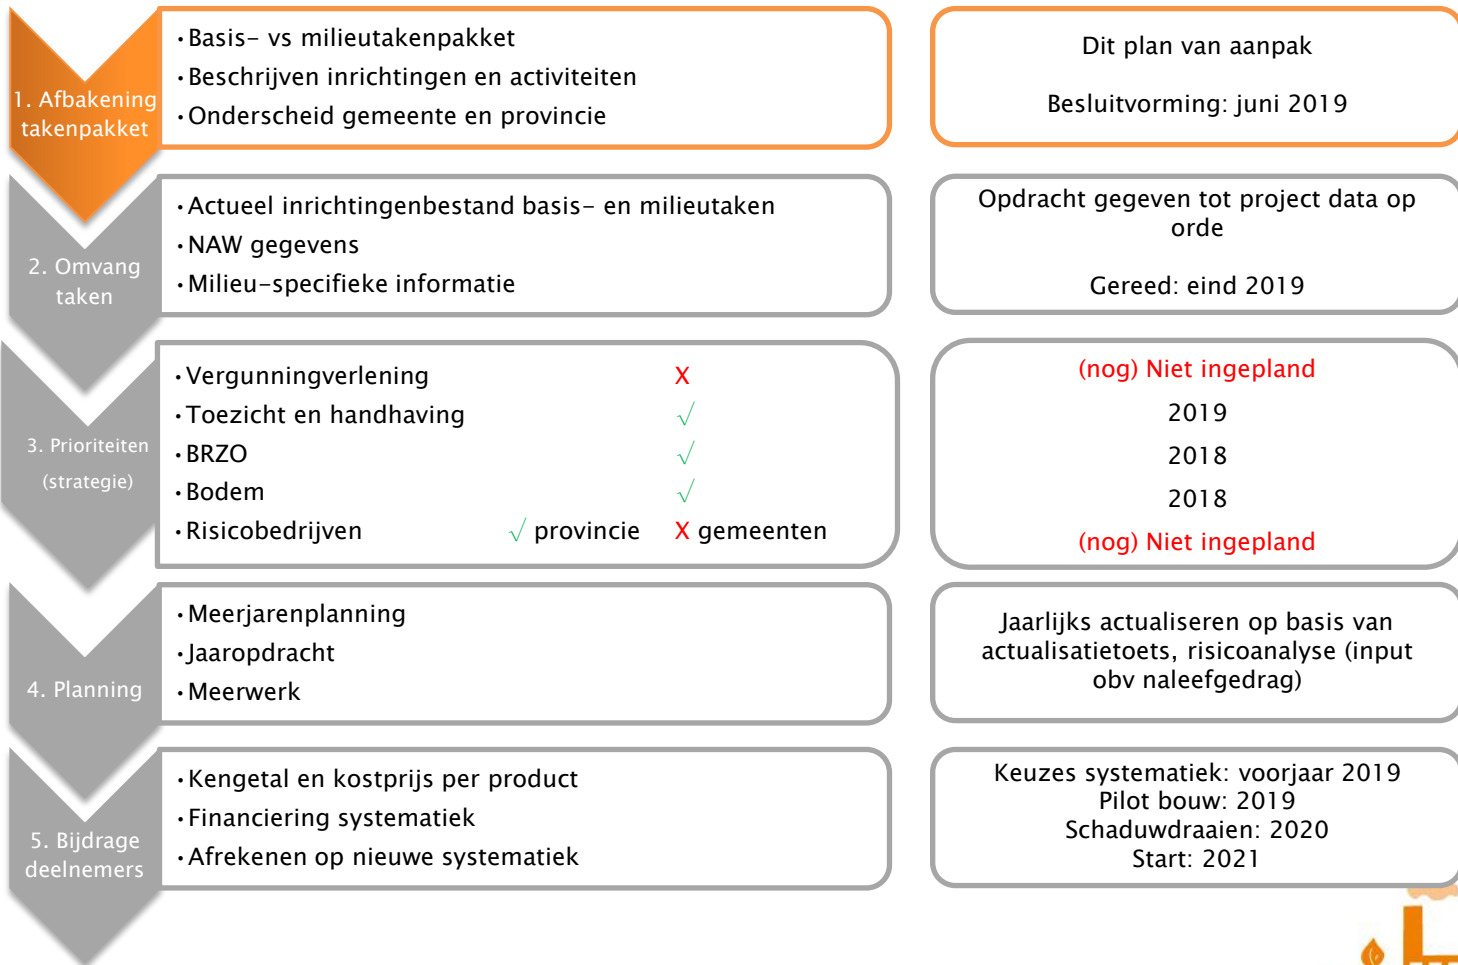 1. Afbakening
takenpakket
•Basis- vs milieutakenpakket
•Beschrijven inrichtingen en activiteiten
•Onderscheid gemeente en provincie
Dit plan van aanpak
Besluitvorming: juni 2019
2. Omvang
taken
•Actueel inrichtingenbestand basis- en milieutaken
•NAW gegevens
•Milieu-specifieke informatie
Opdracht gegeven tot project data op
orde
Gereed: eind 2019
3. Prioriteiten
(strategie)
•Vergunningverlening X
•Toezicht en handhaving √
•BRZO √
•Bodem √
•Risicobedrijven √ provincie X gemeenten
(nog) Niet ingepland
2019
2018
2018
(nog) Niet ingepland
4. Planning
•Meerjarenplanning
•Jaaropdracht
•Meerwerk
Jaarlijks actualiseren op basis van
actualisatietoets, risicoanalyse (input
obv naleefgedrag)
5. Bijdrage
deelnemers
•Kengetal en kostprijs per product
•Financiering systematiek
•Afrekenen op nieuwe systematiek
Keuzes systematiek: voorjaar 2019
Pilot bouw: 2019
Schaduwdraaien: 2020
Start: 2021